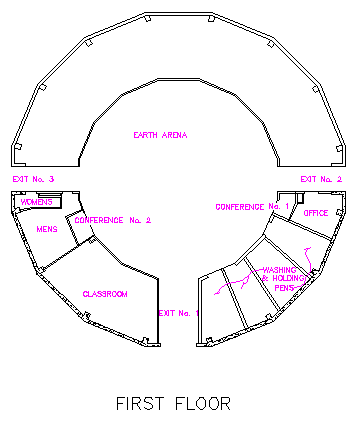 EARTH ARENA
EXIT No. 3
EXIT No. 2
WOMENS
CONFERENCE No. 1
OFFICE
CONFERENCE No. 2
MENS
WASHING
& HOLDING
PENS
CLASSROOM
EXIT No. 1
FIRST FLOOR